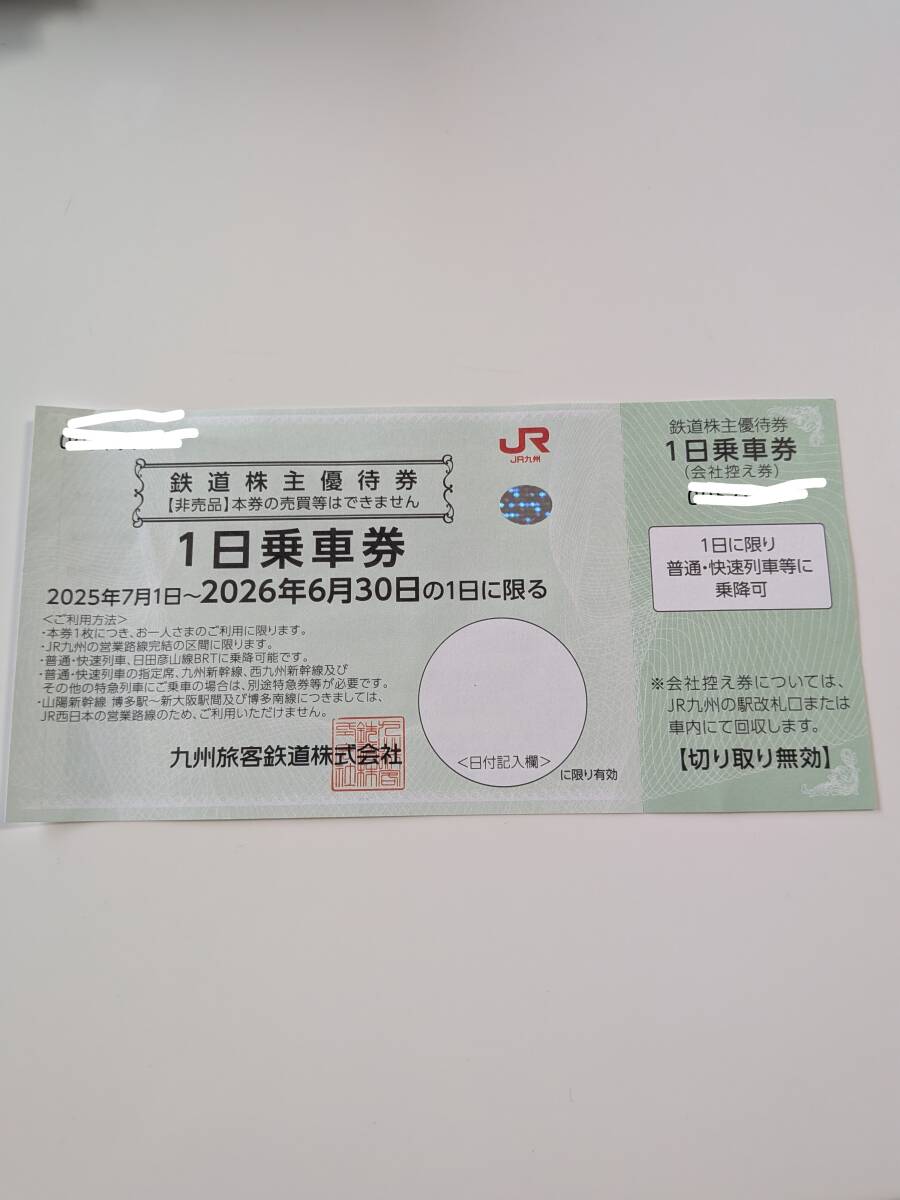 JR
JR九州
鉄道株主優待券
【非売品】本券の売買等はできません
1日乗車券
2025年7月1日~2026年6月30日の1日に限る
<ご利用方法>
・本券1枚につき、お一人さまのご利用に限ります。
・JR九州の営業路線完結の区間に限ります。
・普通・快速列車、日田彦山線BRTに乗降可能です。
・普通・快速列車の指定席、九州新幹線、西九州新幹線及び
その他の特急列車にご乗車の場合は、別途特急券等が必要です。
・山陽新幹線 博多駅~新大阪駅間及び博多南線につきましては、
JR西日本の営業路線のため、ご利用いただけません。
九州旅客鉄道株式会社
<日付記入欄>
に限り有効
鉄道株主優待券
1日乗車券
(会社控え券)
1日に限り
普通・快速列車等に
乗降可
※会社控え券については、
JR九州の駅改札口または
車内にて回収します。
【切り取り無効】